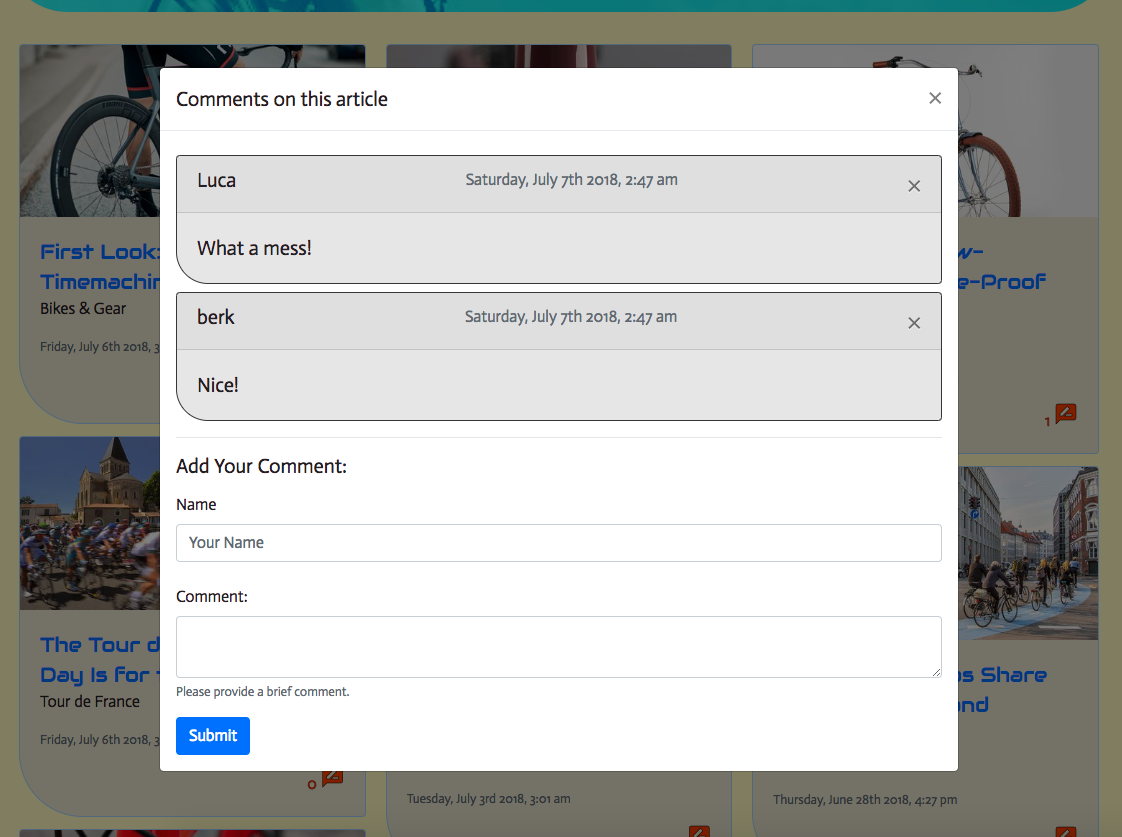 Comments on this article
×
Luca
Saturday, July 7th 2018, 2:47 am
×
What a mess!
berk
Saturday, July 7th 2018, 2:47 am
×
Nice!
Add Your Comment:
Name
Your Name
Comment:
Please provide a brief comment.
Submit
First Look:
Bikes & Gear
Friday, July 6th 2018, 3
-Proof
1
The Tour d
Day Is for
Tour de France
Friday, July 6th 2018, 3
0
Tuesday, July 3rd 2018, 3:01 am
Share
Thursday, June 28th 2018, 4:27 pm